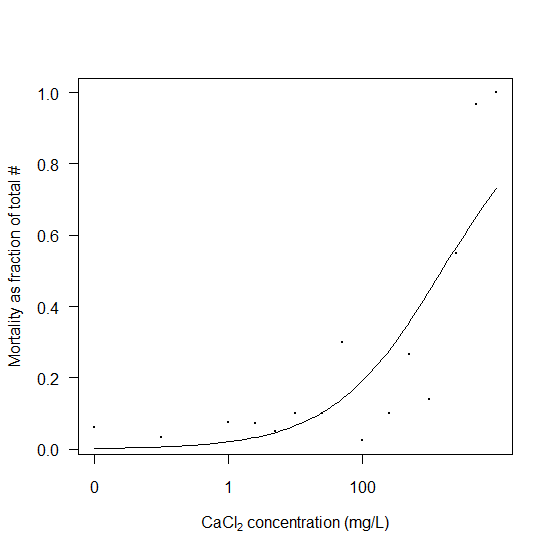 1.0
0.8
0.6
0.4
0.2
0.0
Mortality as fraction of total #
0 1 100
CaCl₂ concentration (mg/L)